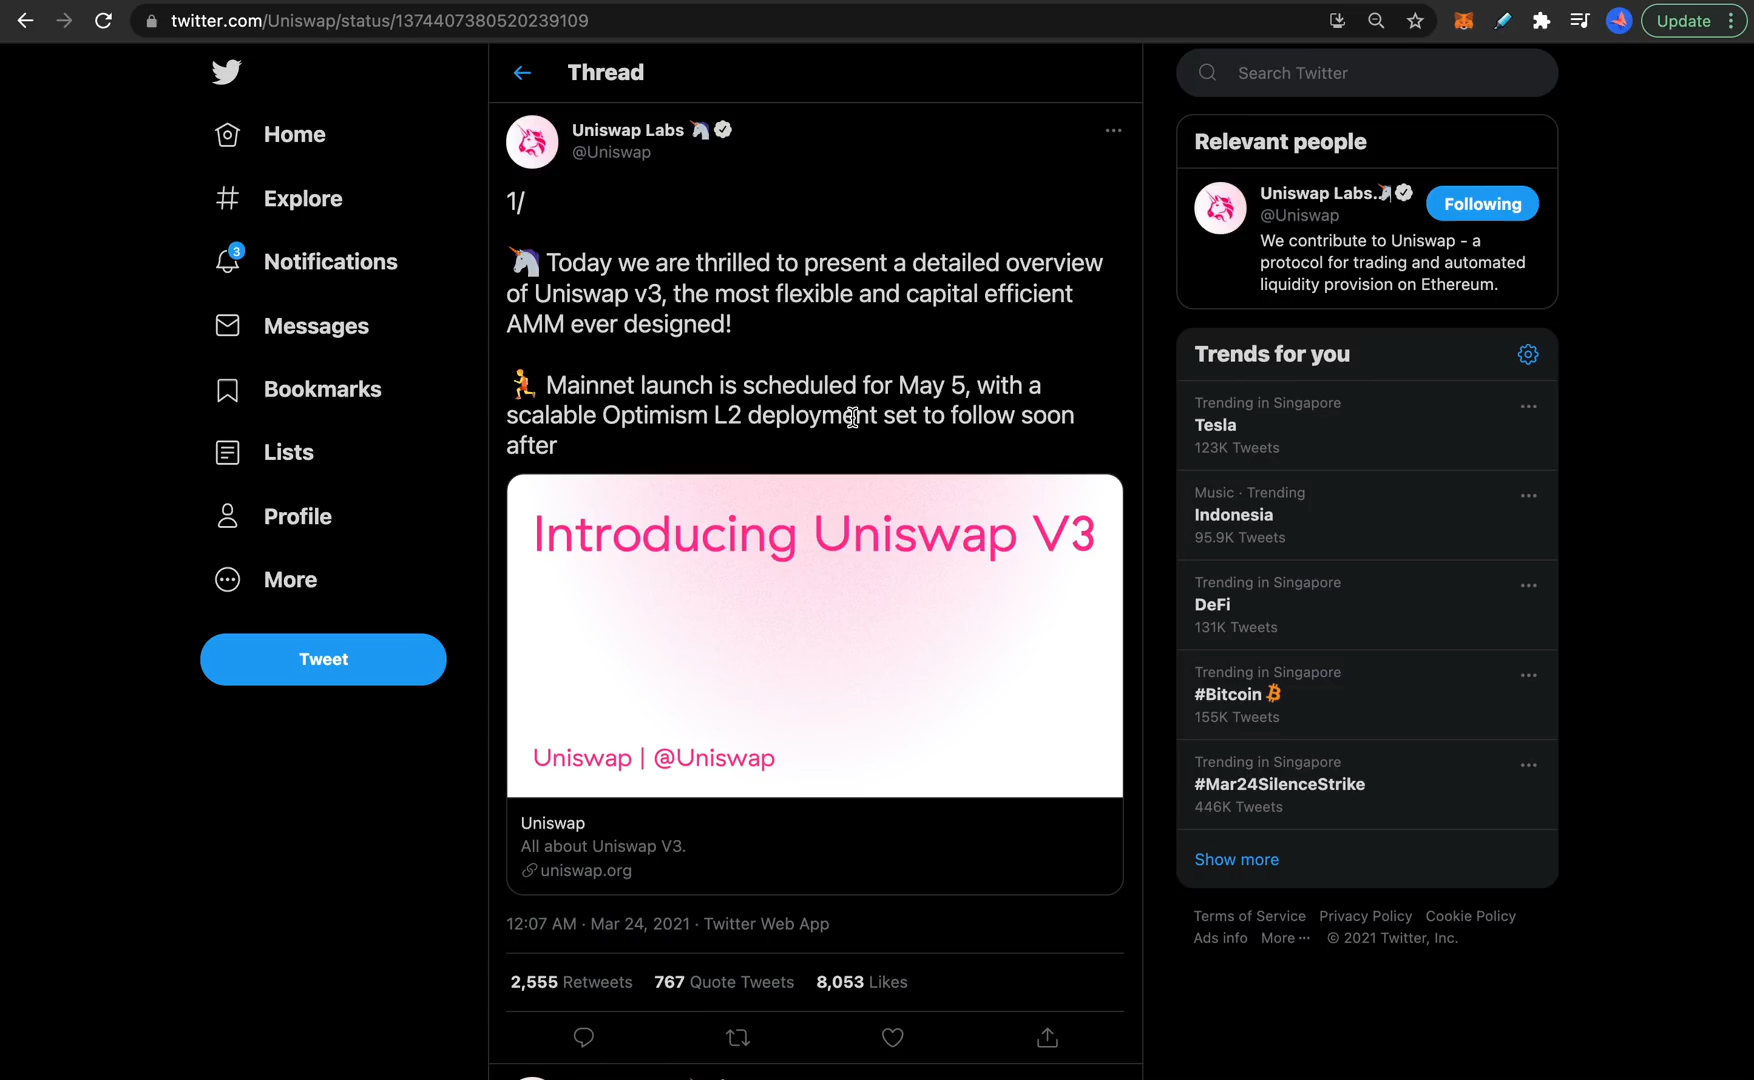 twitter.com/Uniswap/status/1374407380520239109
Update
Home
Explore
3
Notifications
Messages
Bookmarks
Lists
Profile
More
Tweet
Thread
Uniswap Labs 🦄
@Uniswap
1/
🦄 Today we are thrilled to present a detailed overview
of Uniswap v3, the most flexible and capital efficient
AMM ever designed!
🏃 Mainnet launch is scheduled for May 5, with a
scalable Optimism L2 deployment set to follow soon
after
Introducing Uniswap V3
Uniswap | @Uniswap
Uniswap
All about Uniswap V3.
uniswap.org
12:07 AM · Mar 24, 2021 · Twitter Web App
2,555 Retweets 767 Quote Tweets 8,053 Likes
Search Twitter
Relevant people
Uniswap Labs..🦄
@Uniswap
Following
We contribute to Uniswap - a
protocol for trading and automated
liquidity provision on Ethereum.
Trends for you
Trending in Singapore
Tesla
123K Tweets
Music · Trending
Indonesia
95.9K Tweets
Trending in Singapore
DeFi
131K Tweets
Trending in Singapore
#Bitcoin
155K Tweets
Trending in Singapore
#Mar24SilenceStrike
446K Tweets
Show more
Terms of Service Privacy Policy Cookie Policy
Ads info More ··· © 2021 Twitter, Inc.